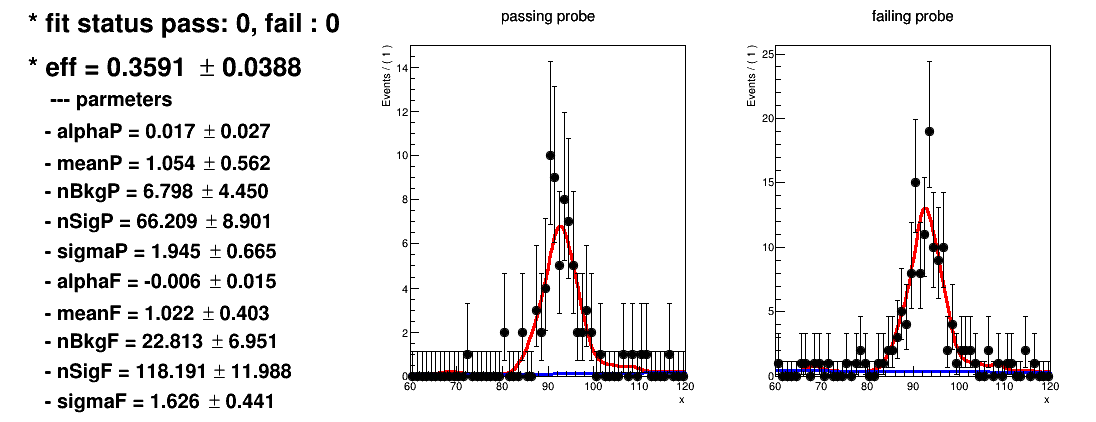 * fit status pass: 0, fail : 0
* eff = 0.3591 ± 0.0388
--- parmeters
- alphaP = 0.017 ± 0.027
- meanP = 1.054 ± 0.562
- nBkgP = 6.798 ± 4.450
- nSigP = 66.209 ± 8.901
- sigmaP = 1.945 ± 0.665
- alphaF = -0.006 ± 0.015
- meanF = 1.022 ± 0.403
- nBkgF = 22.813 ± 6.951
- nSigF = 118.191 ± 11.988
- sigmaF = 1.626 ± 0.441
passing probe
Events / ( 1 )
14
12
10
8
6
4
2
0
60 70 80 90 100 110 120
x
failing probe
Events / ( 1 )
25
20
15
10
5
0
60 70 80 90 100 110 120
x